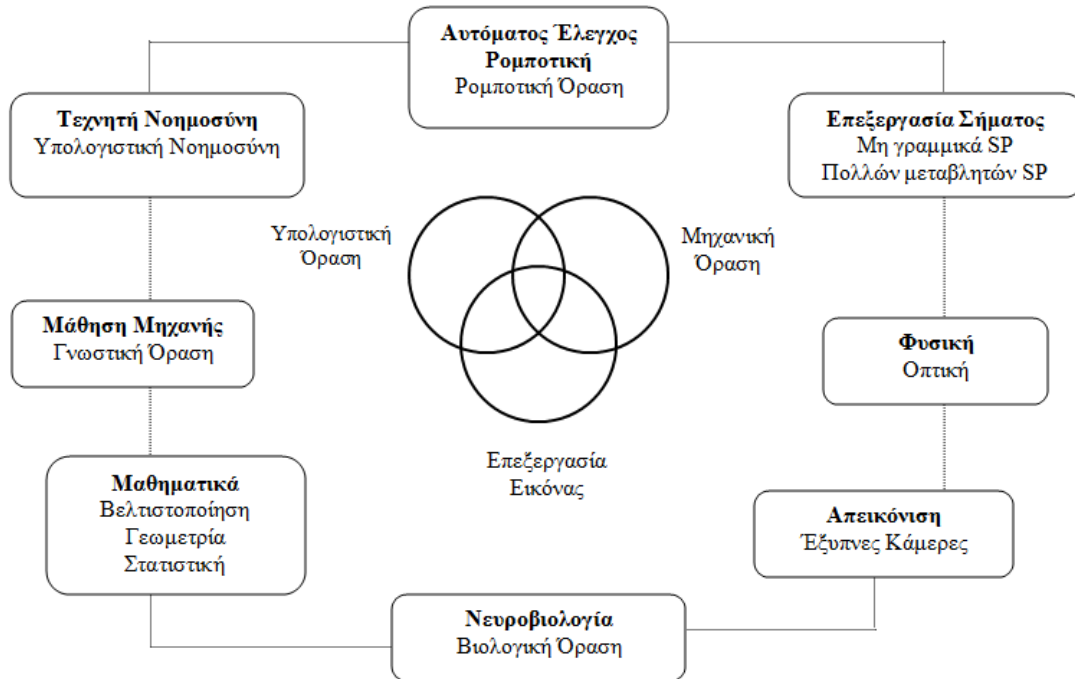 Αυτόματος Έλεγχος
Ρομποτική
Ρομποτική Όραση
Τεχνητή Νοημοσύνη
Υπολογιστική Νοημοσύνη
Επεξεργασία Σήματος
Μη γραμμικά SP
Πολλών μεταβλητών SP
Υπολογιστική
Όραση
Μηχανική
Όραση
Μάθηση Μηχανής
Γνωστική Όραση
Φυσική
Οπτική
Επεξεργασία
Εικόνας
Μαθηματικά
Βελτιστοποίηση
Γεωμετρία
Στατιστική
Απεικόνιση
Έξυπνες Κάμερες
Νευροβιολογία
Βιολογική Όραση